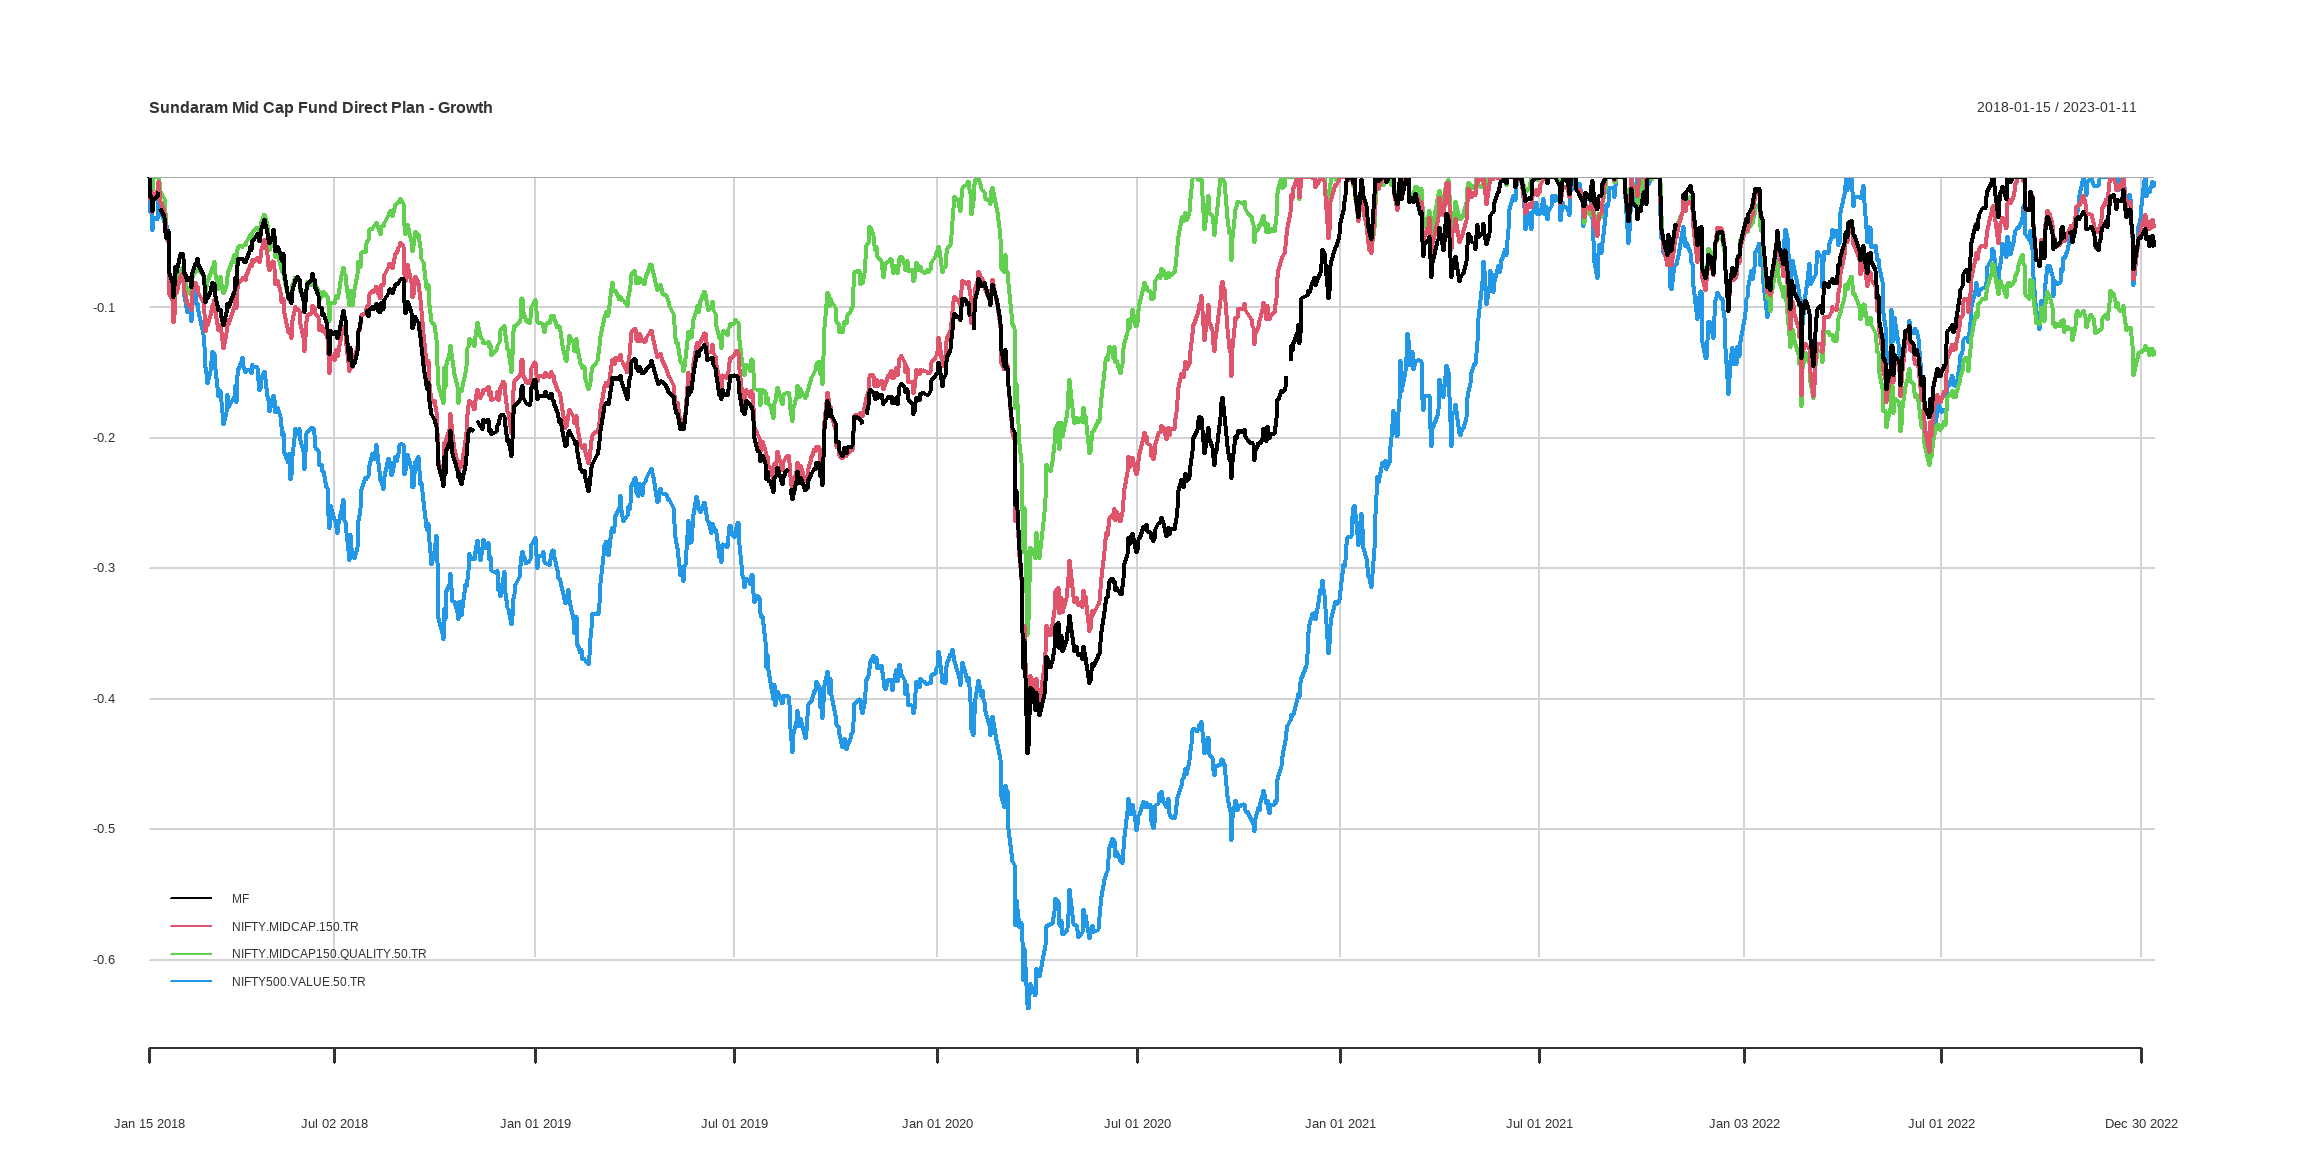 Sundaram Mid Cap Fund Direct Plan - Growth
2018-01-15 / 2023-01-11
-0.1
-0.2
-0.3
-0.4
-0.5
-0.6
MF
NIFTY.MIDCAP.150.TR
NIFTY.MIDCAP150.QUALITY.50.TR
NIFTY500.VALUE.50.TR
Jan 15 2018
Jul 02 2018
Jan 01 2019
Jul 01 2019
Jan 01 2020
Jul 01 2020
Jan 01 2021
Jul 01 2021
Jan 03 2022
Jul 01 2022
Dec 30 2022